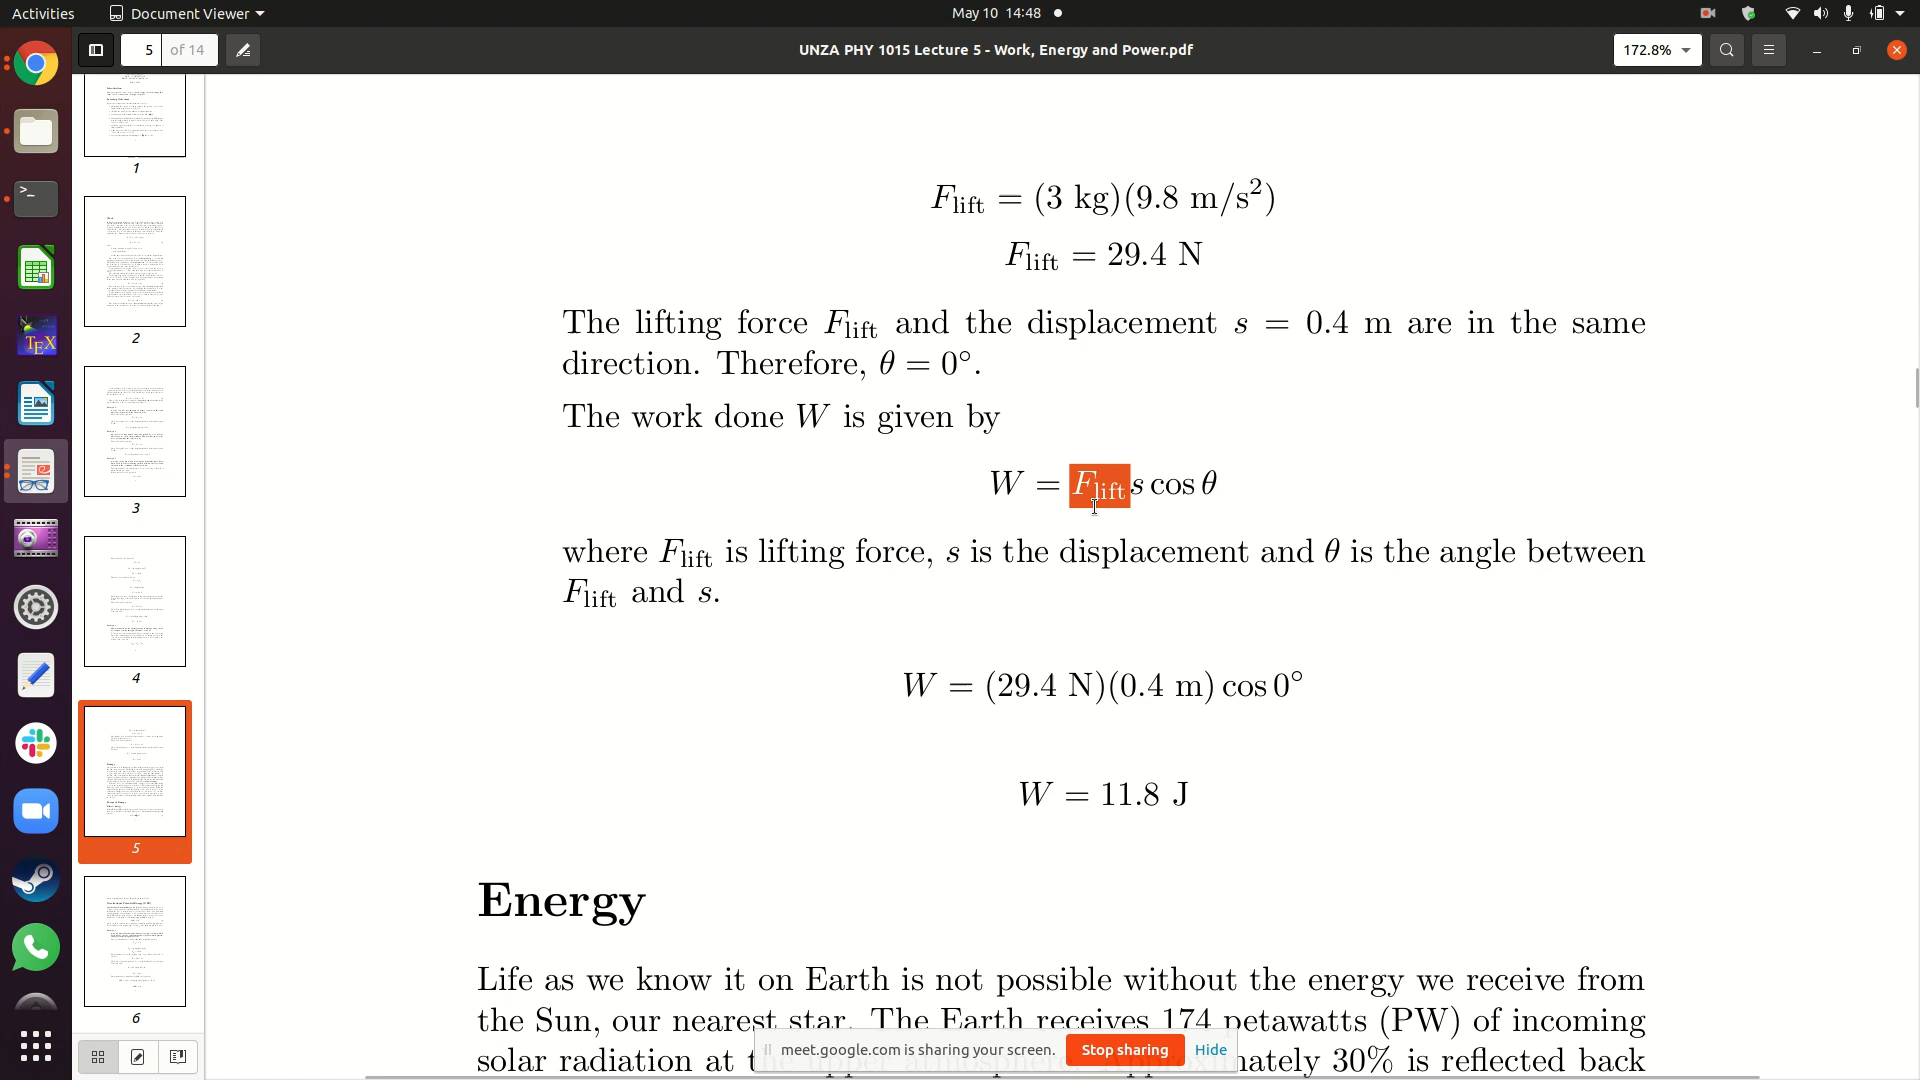 Activities
Document Viewer
May 10 14:48
5 of 14
UNZA PHY 1015 Lecture 5 - Work, Energy and Power.pdf
172.8%
1
2
3
4
5
6
>_
TEX
F_lift = (3 kg)(9.8 m/s²)
F_lift = 29.4 N
The lifting force F_lift and the displacement s = 0.4 m are in the same
direction. Therefore, θ = 0°.
The work done W is given by
W = F_lift s cos θ
where F_lift is lifting force, s is the displacement and θ is the angle between
F_lift and s.
W = (29.4 N)(0.4 m) cos 0°
W = 11.8 J
Energy
Life as we know it on Earth is not possible without the energy we receive from
the Sun, our nearest star. The Earth receives 174 petawatts (PW) of incoming
solar radiation at the upper atmosphere. Approximately 30% is reflected back
meet.google.com is sharing your screen.
Stop sharing
Hide